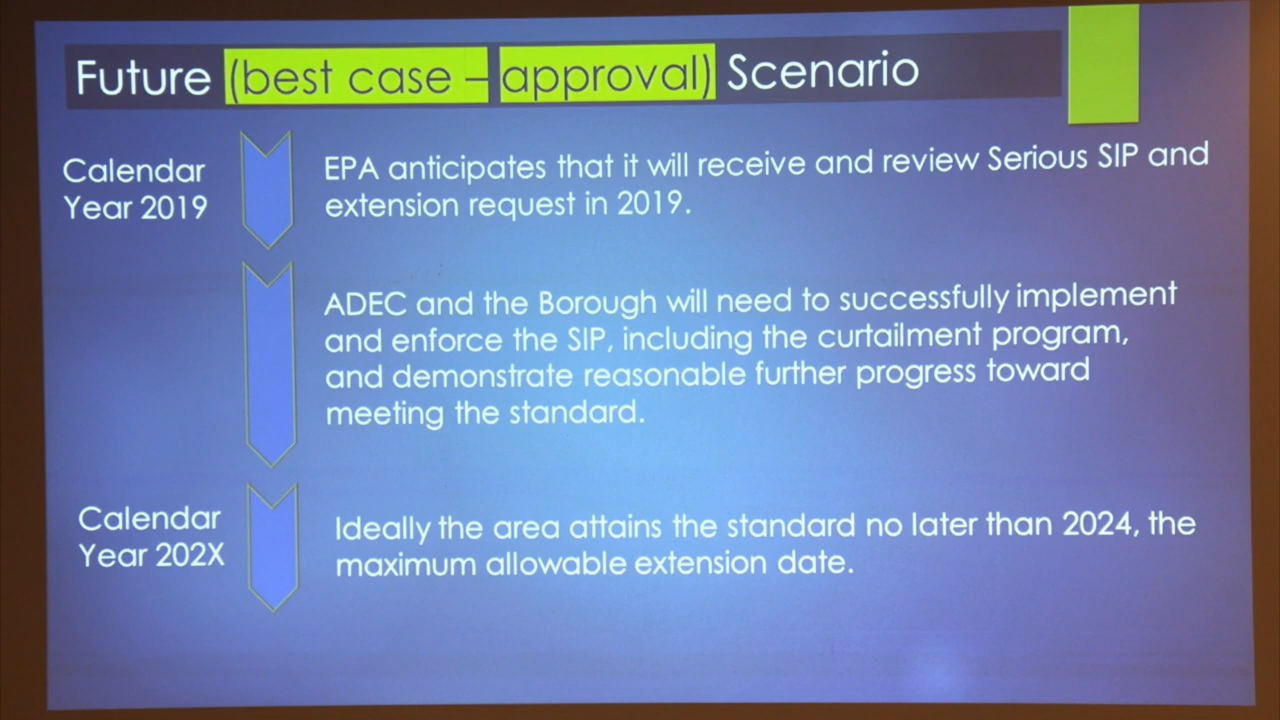 Future (best case – approval) Scenario
Calendar
Year 2019
EPA anticipates that it will receive and review Serious SIP and
extension request in 2019.
ADEC and the Borough will need to successfully implement
and enforce the SIP, including the curtailment program,
and demonstrate reasonable further progress toward
meeting the standard.
Calendar
Year 202X
Ideally the area attains the standard no later than 2024, the
maximum allowable extension date.